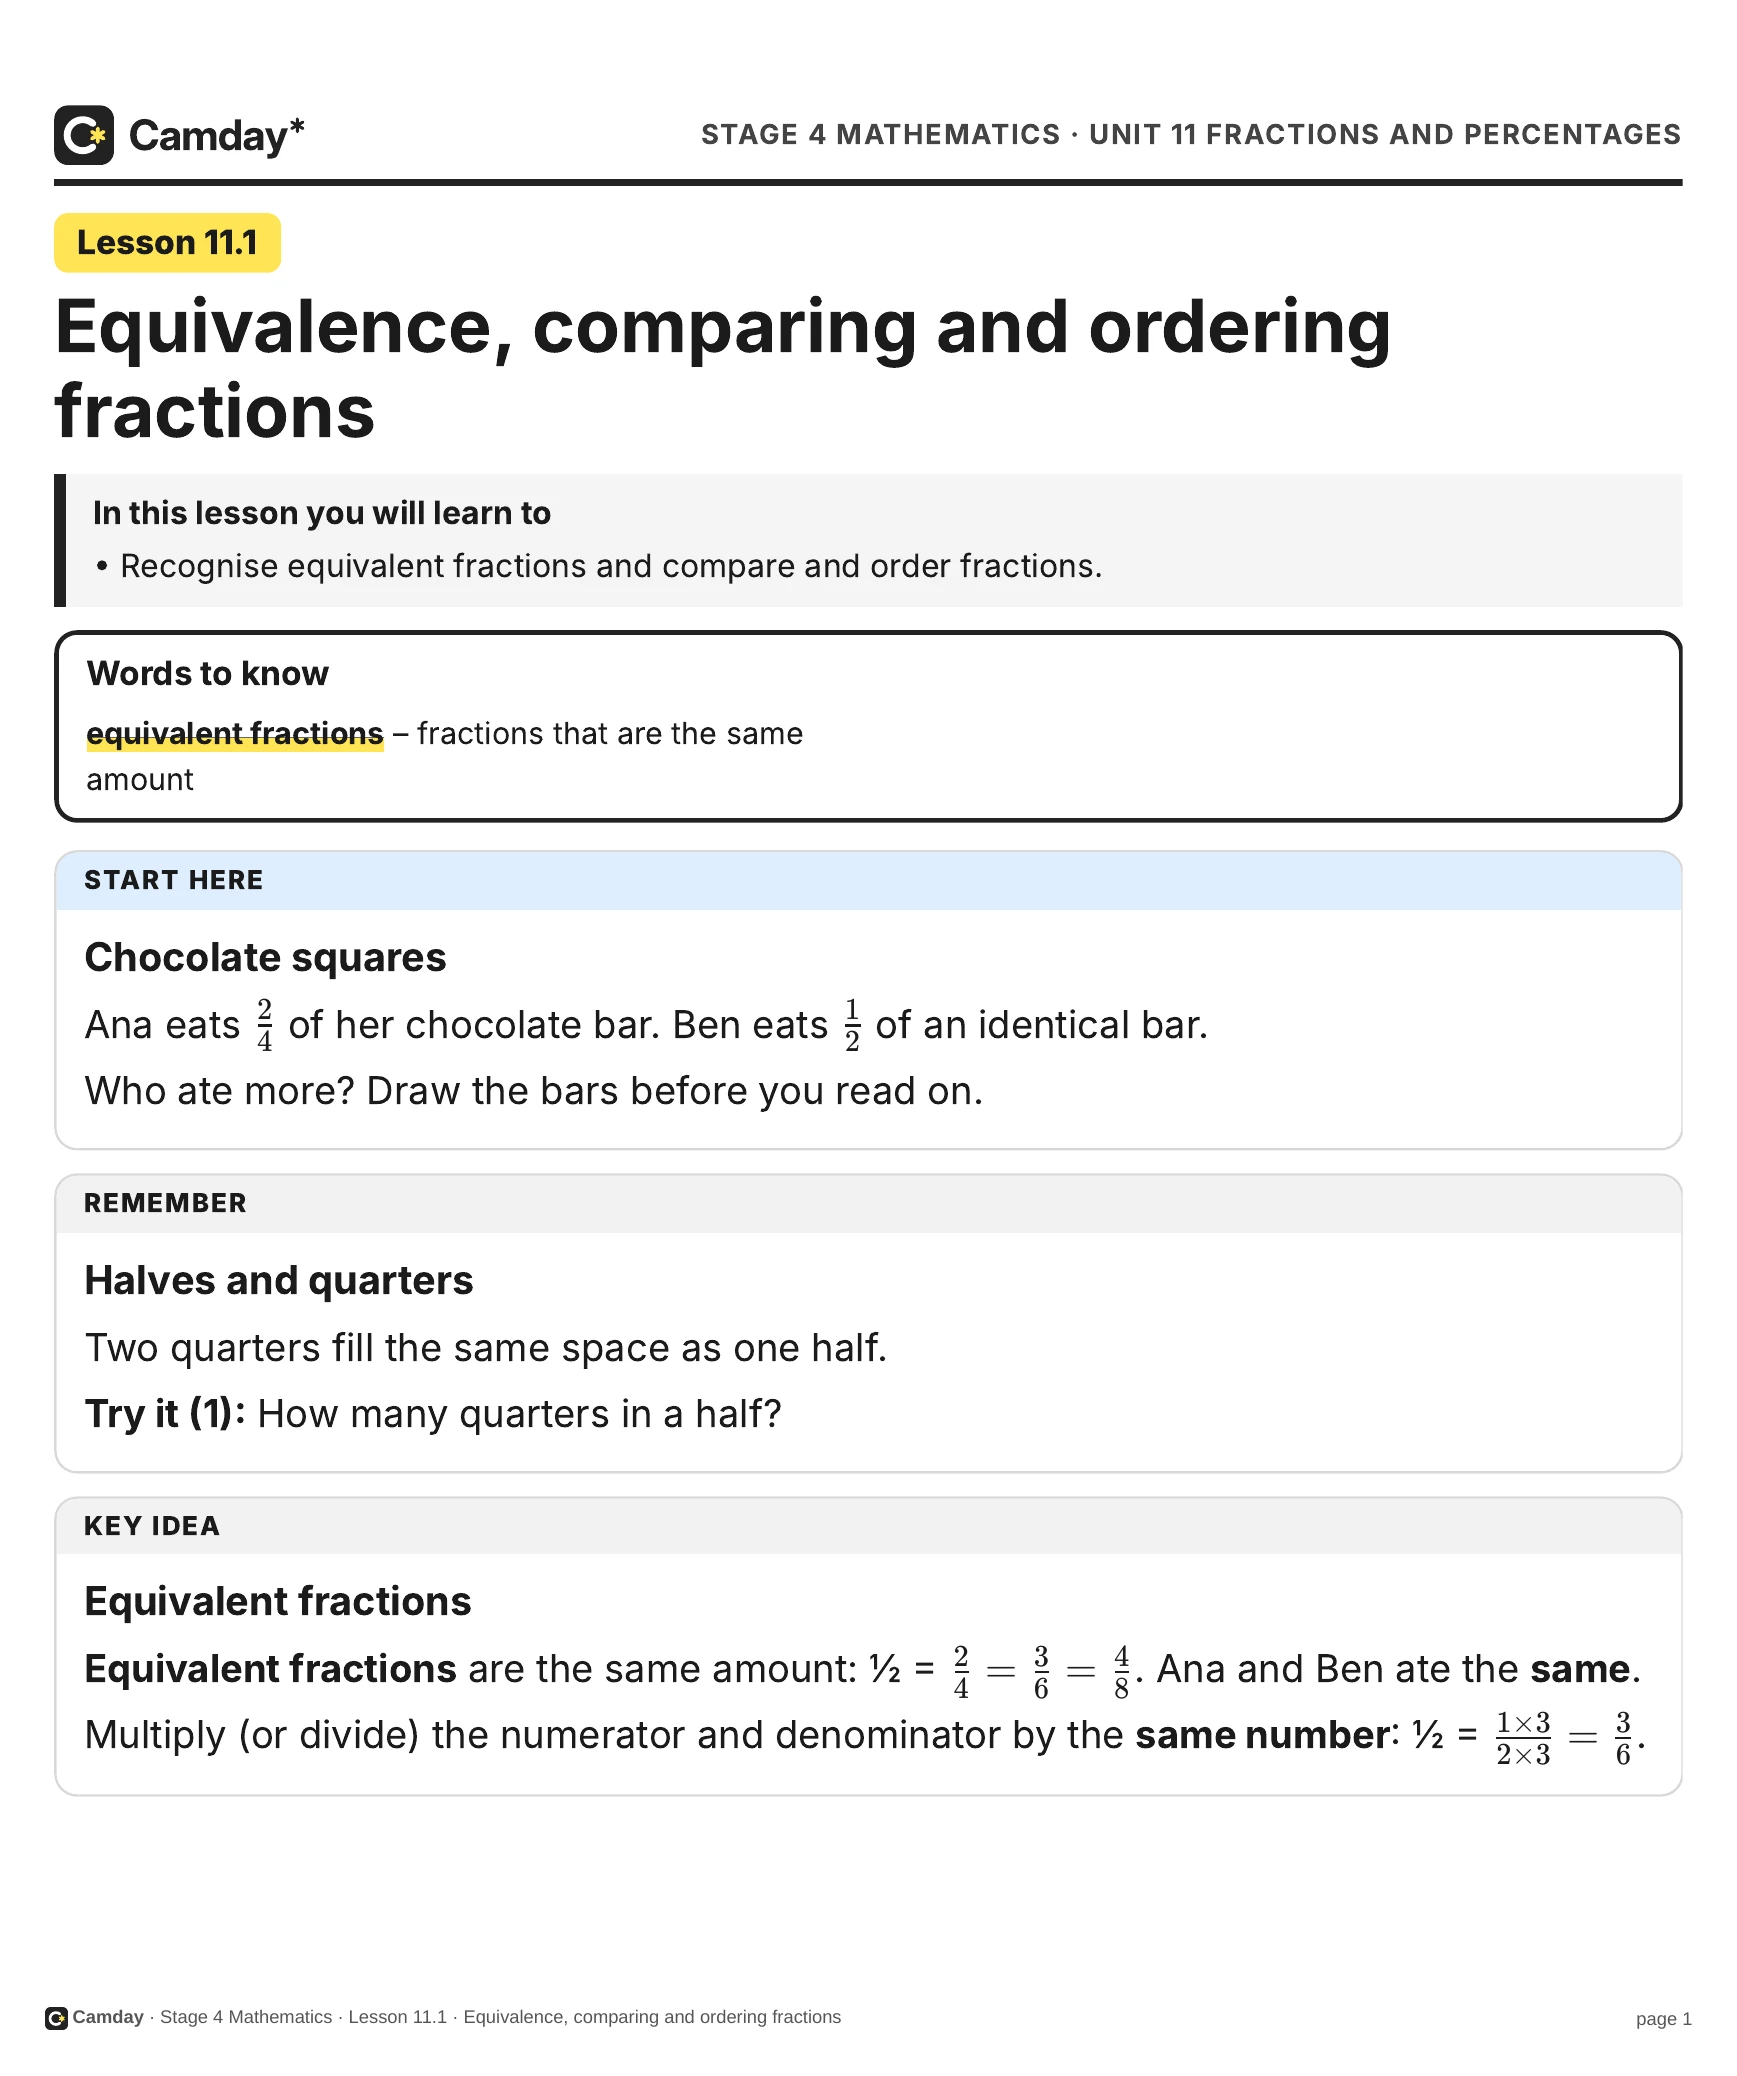 Camday*
STAGE 4 MATHEMATICS · UNIT 11 FRACTIONS AND PERCENTAGES
Lesson 11.1
Equivalence, comparing and ordering
fractions
In this lesson you will learn to
• Recognise equivalent fractions and compare and order fractions.
Words to know
equivalent fractions – fractions that are the same
amount
START HERE
Chocolate squares
Ana eats 2/4 of her chocolate bar. Ben eats 1/2 of an identical bar.
Who ate more? Draw the bars before you read on.
REMEMBER
Halves and quarters
Two quarters fill the same space as one half.
Try it (1): How many quarters in a half?
KEY IDEA
Equivalent fractions
Equivalent fractions are the same amount: ½ = 2/4 = 3/6 = 4/8. Ana and Ben ate the same.
Multiply (or divide) the numerator and denominator by the same number: ½ = 1×3/2×3 = 3/6.
Camday · Stage 4 Mathematics · Lesson 11.1 · Equivalence, comparing and ordering fractions
page 1